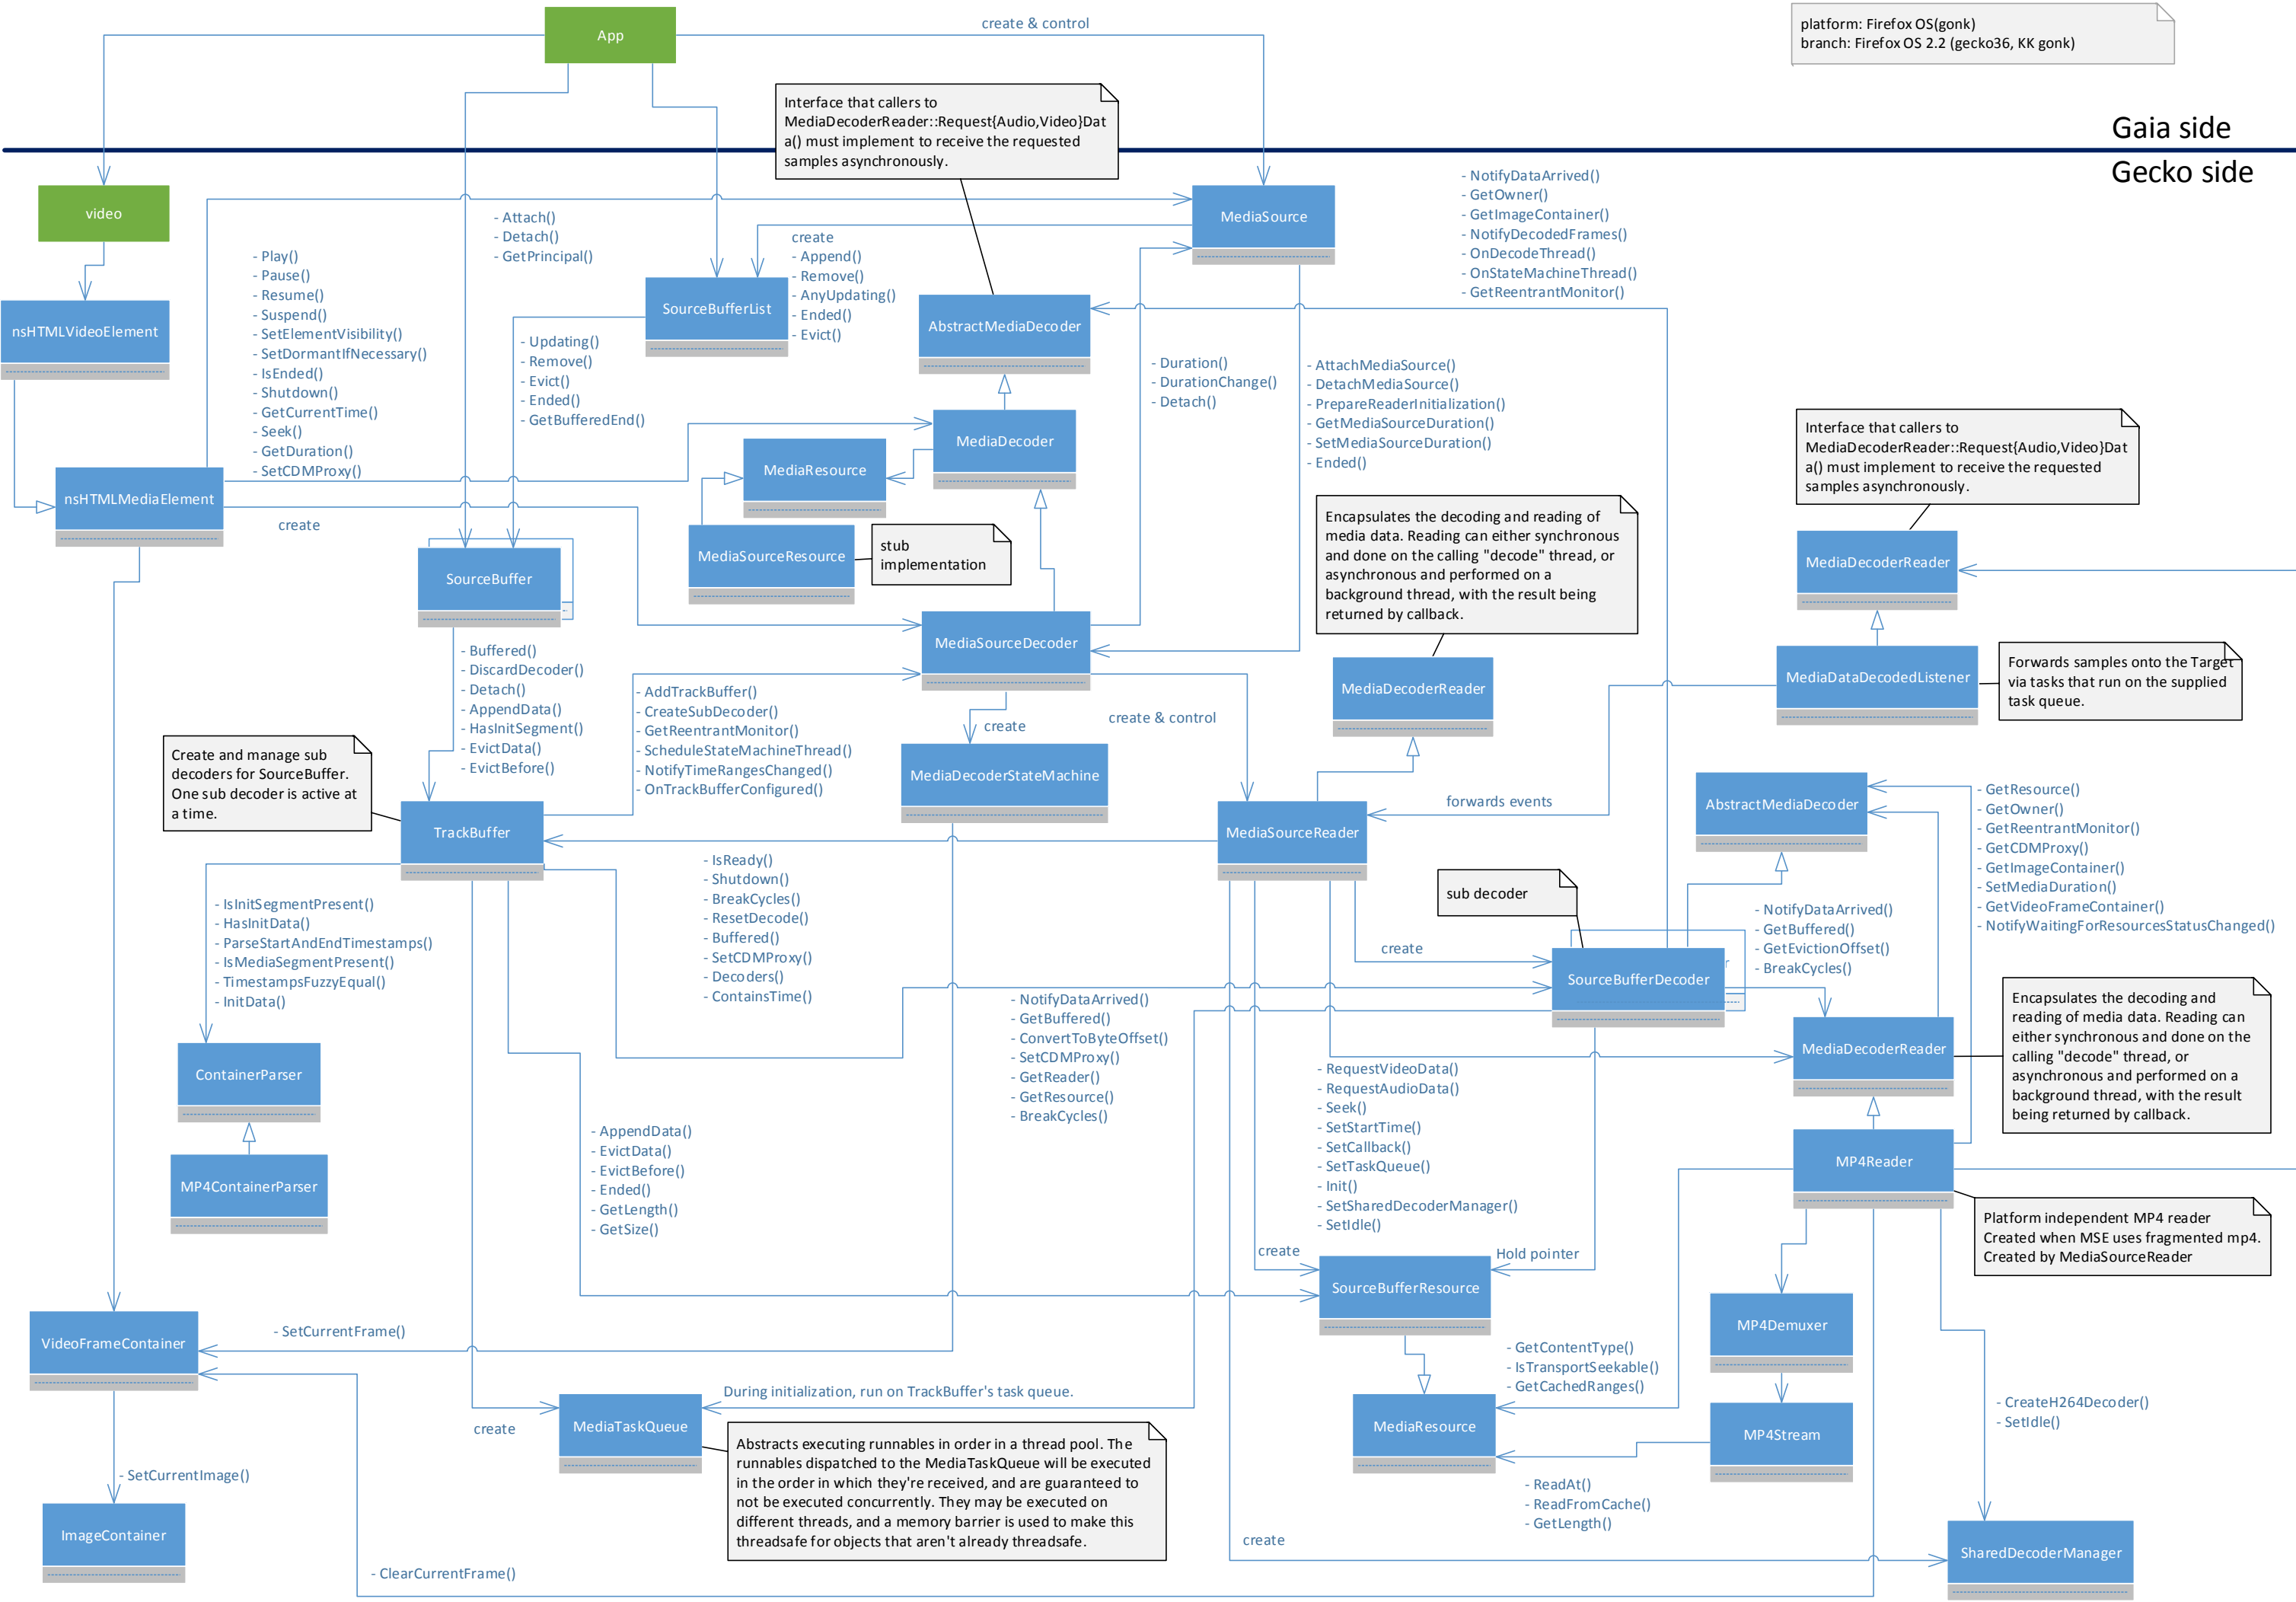 App
create & control
platform: Firefox OS(gonk)
branch: Firefox OS 2.2 (gecko36, KK gonk)
Interface that callers to
MediaDecoderReader::Request{Audio,Video}Dat
a() must implement to receive the requested
samples asynchronously.
Gaia side
Gecko side
video
MediaSource
- NotifyDataArrived()
- GetOwner()
- GetImageContainer()
- NotifyDecodedFrames()
- OnDecodeThread()
- OnStateMachineThread()
- GetReentrantMonitor()
- Attach()
- Detach()
- GetPrincipal()
create
- Append()
- Remove()
- AnyUpdating()
- Ended()
- Evict()
- Play()
- Pause()
- Resume()
- Suspend()
- SetElementVisibility()
- SetDormantIfNecessary()
- IsEnded()
- Shutdown()
- GetCurrentTime()
- Seek()
- GetDuration()
- SetCDMProxy()
SourceBufferList
nsHTMLVideoElement
AbstractMediaDecoder
- Updating()
- Remove()
- Evict()
- Ended()
- GetBufferedEnd()
- Duration()
- DurationChange()
- Detach()
- AttachMediaSource()
- DetachMediaSource()
- PrepareReaderInitialization()
- GetMediaSourceDuration()
- SetMediaSourceDuration()
- Ended()
MediaDecoder
MediaResource
Interface that callers to
MediaDecoderReader::Request{Audio,Video}Dat
a() must implement to receive the requested
samples asynchronously.
nsHTMLMediaElement
create
Encapsulates the decoding and reading of
media data. Reading can either synchronous
and done on the calling "decode" thread, or
asynchronous and performed on a
background thread, with the result being
returned by callback.
MediaSourceResource
stub
implementation
MediaDecoderReader
SourceBuffer
MediaSourceDecoder
- Buffered()
- DiscardDecoder()
- Detach()
- AppendData()
- HasInitSegment()
- EvictData()
- EvictBefore()
MediaDecoderReader
MediaDataDecodedListener
Forwards samples onto the Target
via tasks that run on the supplied
task queue.
- AddTrackBuffer()
- CreateSubDecoder()
- GetReentrantMonitor()
- ScheduleStateMachineThread()
- NotifyTimeRangesChanged()
- OnTrackBufferConfigured()
create
create & control
Create and manage sub
decoders for SourceBuffer.
One sub decoder is active at
a time.
MediaDecoderStateMachine
forwards events
AbstractMediaDecoder
- GetResource()
- GetOwner()
- GetReentrantMonitor()
- GetCDMProxy()
- GetImageContainer()
- SetMediaDuration()
- GetVideoFrameContainer()
- NotifyWaitingForResourcesStatusChanged()
TrackBuffer
MediaSourceReader
- IsReady()
- Shutdown()
- BreakCycles()
- ResetDecode()
- Buffered()
- SetCDMProxy()
- Decoders()
- ContainsTime()
sub decoder
- IsInitSegmentPresent()
- HasInitData()
- ParseStartAndEndTimestamps()
- IsMediaSegmentPresent()
- TimestampsFuzzyEqual()
- InitData()
- NotifyDataArrived()
- GetBuffered()
- GetEvictionOffset()
- BreakCycles()
create
SourceBufferDecoder
r
- NotifyDataArrived()
- GetBuffered()
- ConvertToByteOffset()
- SetCDMProxy()
- GetReader()
- GetResource()
- BreakCycles()
Encapsulates the decoding and
reading of media data. Reading can
either synchronous and done on the
calling "decode" thread, or
asynchronous and performed on a
background thread, with the result
being returned by callback.
MediaDecoderReader
ContainerParser
- RequestVideoData()
- RequestAudioData()
- Seek()
- SetStartTime()
- SetCallback()
- SetTaskQueue()
- Init()
- SetSharedDecoderManager()
- SetIdle()
- AppendData()
- EvictData()
- EvictBefore()
- Ended()
- GetLength()
- GetSize()
MP4ContainerParser
MP4Reader
Platform independent MP4 reader
Created when MSE uses fragmented mp4.
Created by MediaSourceReader
create
Hold pointer
SourceBufferResource
VideoFrameContainer
- SetCurrentFrame()
MP4Demuxer
- GetContentType()
- IsTransportSeekable()
- GetCachedRanges()
During initialization, run on TrackBuffer's task queue.
- CreateH264Decoder()
- SetIdle()
create
MediaTaskQueue
MediaResource
MP4Stream
Abstracts executing runnables in order in a thread pool. The
runnables dispatched to the MediaTaskQueue will be executed
in the order in which they're received, and are guaranteed to
not be executed concurrently. They may be executed on
different threads, and a memory barrier is used to make this
threadsafe for objects that aren't already threadsafe.
- SetCurrentImage()
- ReadAt()
- ReadFromCache()
- GetLength()
ImageContainer
create
SharedDecoderManager
- ClearCurrentFrame()